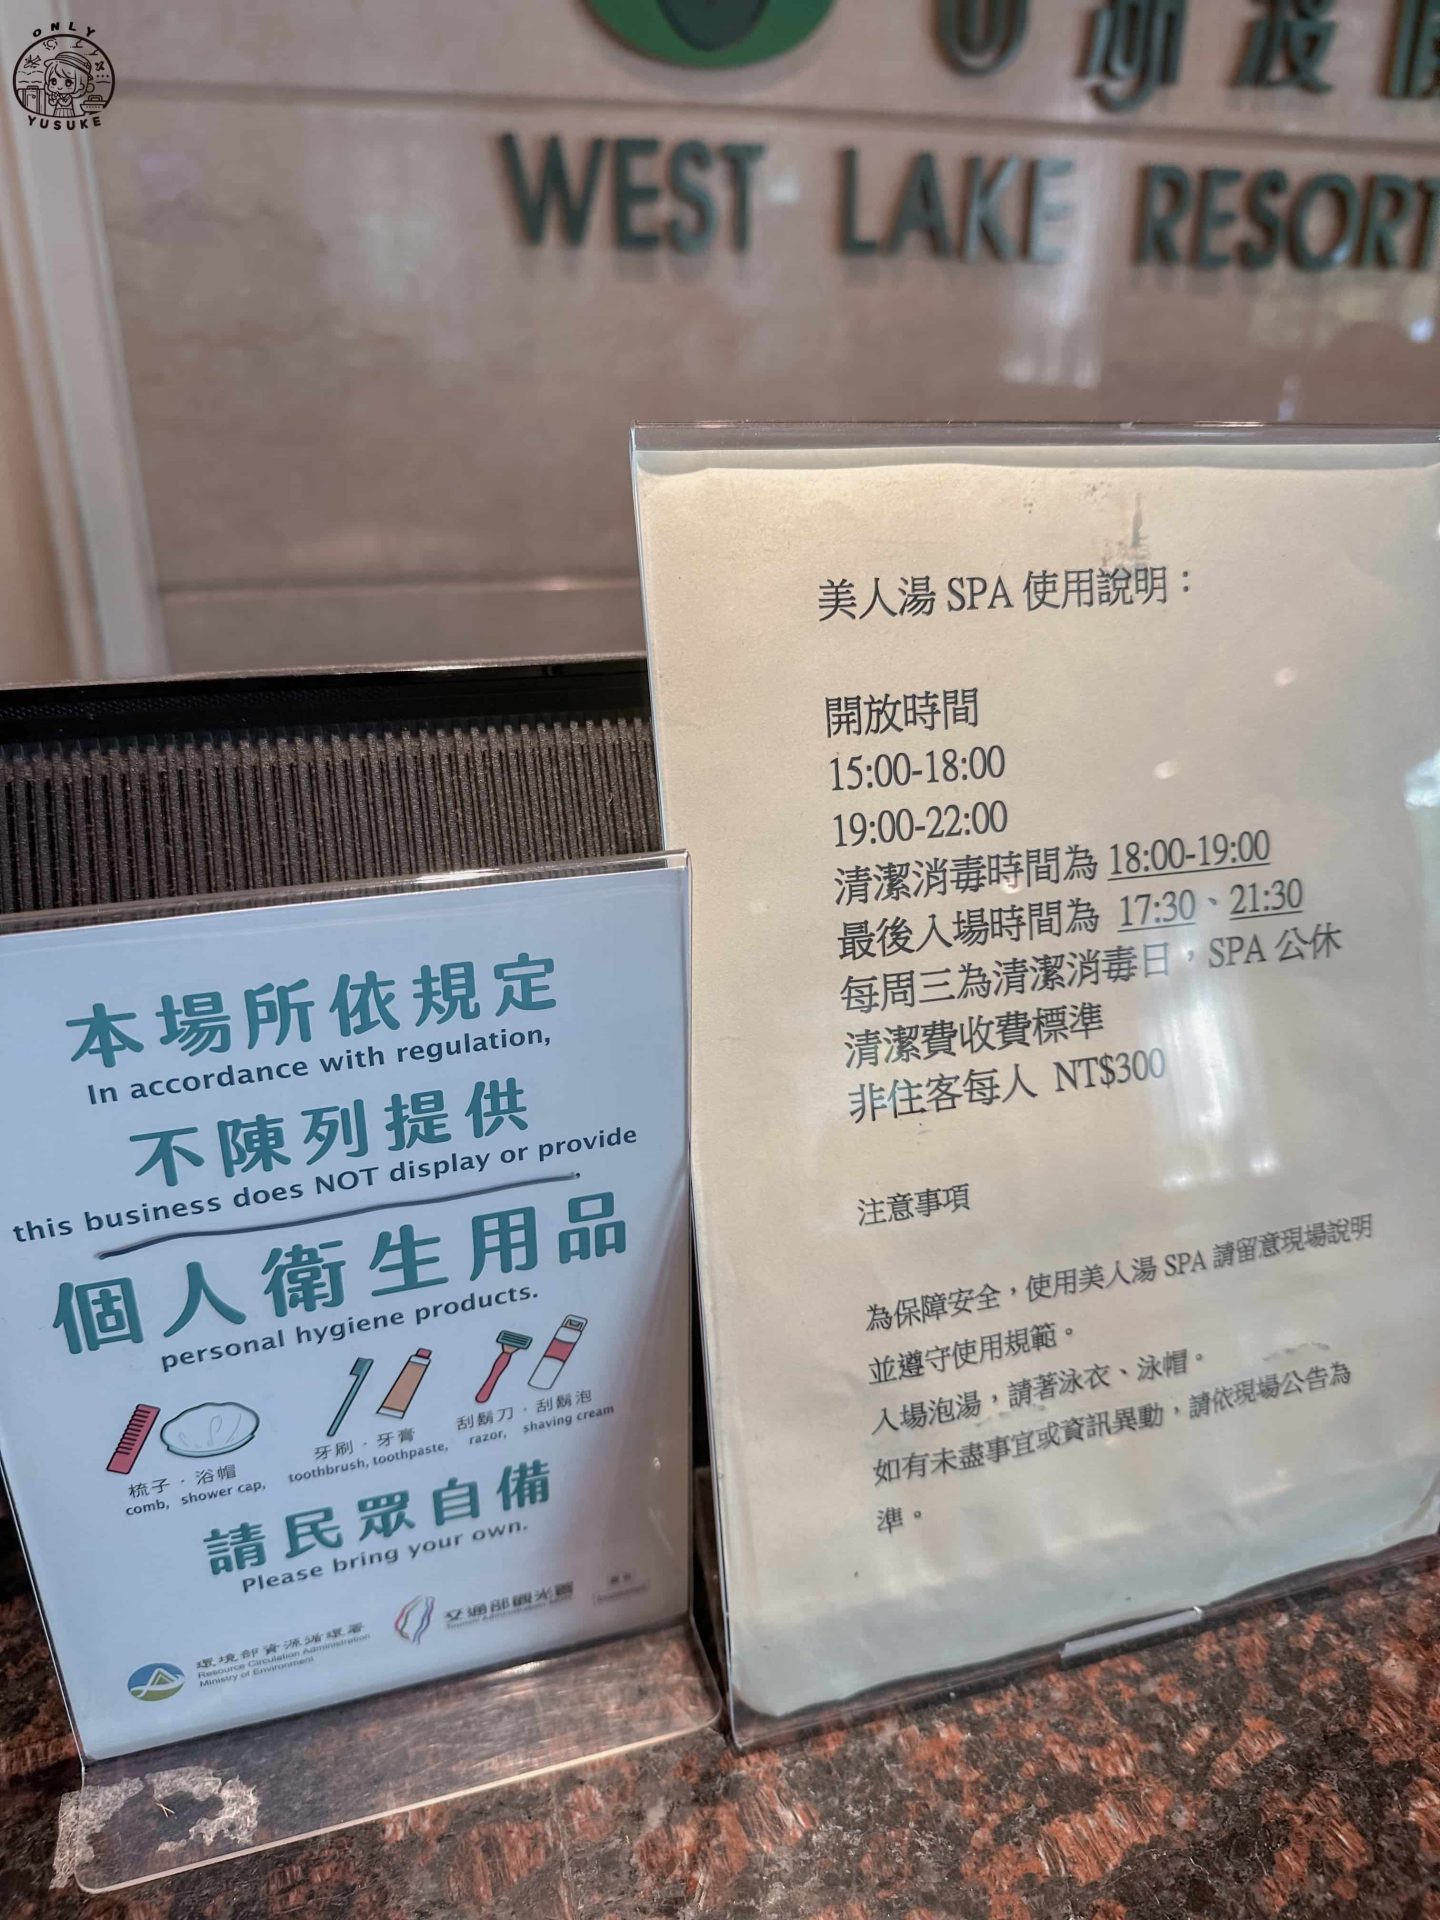 ONLY
YUSUKE
WEST LAKE RESORT
美人湯 SPA 使用說明：
開放時間
15:00-18:00
19:00-22:00
清潔消毒時間為 18:00-19:00
最後入場時間為 17:30、21:30
每周三為清潔消毒日，SPA 公休
清潔費收費標準
非住客每人 NT$300
注意事項
為保障安全，使用美人湯 SPA 請留意現場說明
並遵守使用規範。
入場泡湯，請著泳衣、泳帽。
如有未盡事宜或資訊異動，請依現場公告為
準。
本場所依規定
In accordance with regulation,
不陳列提供
this business does NOT display or provide
個人衛生用品
personal hygiene products.
梳子．浴帽
comb, shower cap,
牙刷．牙膏
toothbrush, toothpaste,
刮鬍刀．刮鬍泡
razor, shaving cream
請民眾自備
Please bring your own.
環境部資源循環署
Resource Circulation Administration
Ministry of Environment
交通部觀光署